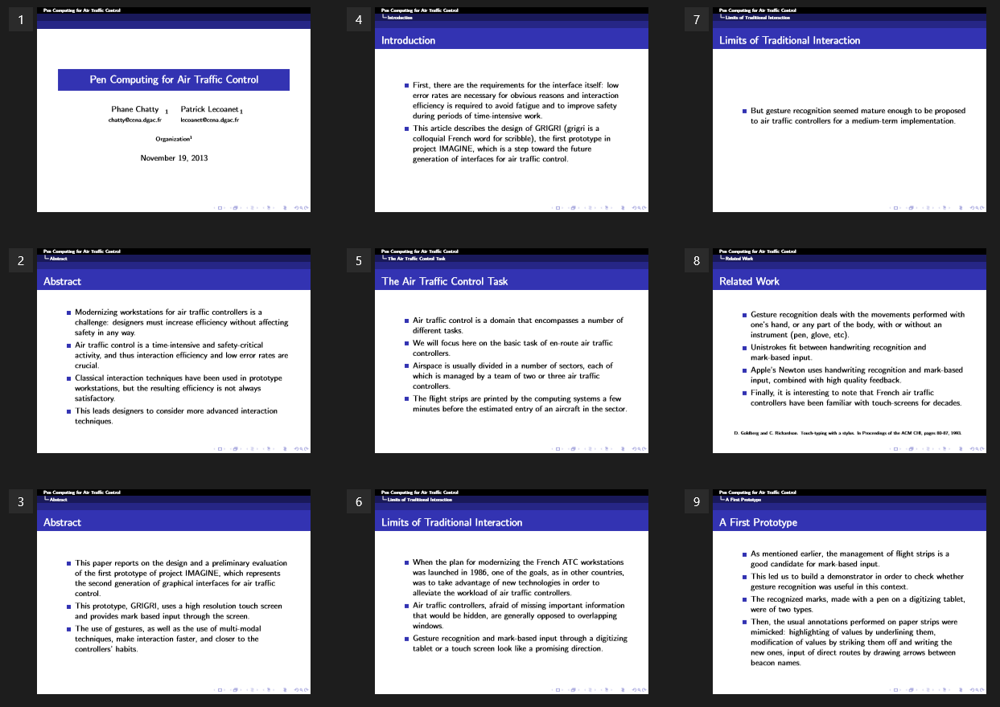 1
Pen Computing for Air Traffic Control
Pen Computing for Air Traffic Control
Phane Chatty 1 Patrick Lecoanet 1
chatty@cena.dgac.fr lecoanet@cena.dgac.fr
Organization1
November 19, 2013
2
Pen Computing for Air Traffic Control
Abstract
Abstract
Modernizing workstations for air traffic controllers is a
challenge: designers must increase efficiency without affecting
safety in any way.
Air traffic control is a time-intensive and safety-critical
activity, and thus interaction efficiency and low error rates are
crucial.
Classical interaction techniques have been used in prototype
workstations, but the resulting efficiency is not always
satisfactory.
This leads designers to consider more advanced interaction
techniques.
3
Pen Computing for Air Traffic Control
Abstract
Abstract
This paper reports on the design and a preliminary evaluation
of the first prototype of project IMAGINE, which represents
the second generation of graphical interfaces for air traffic
control.
This prototype, GRIGRI, uses a high resolution touch screen
and provides mark based input through the screen.
The use of gestures, as well as the use of multi-modal
techniques, make interaction faster, and closer to the
controllers' habits.
4
Pen Computing for Air Traffic Control
Introduction
Introduction
First, there are the requirements for the interface itself: low
error rates are necessary for obvious reasons and interaction
efficiency is required to avoid fatigue and to improve safety
during periods of time-intensive work.
This article describes the design of GRIGRI (grigri is a
colloquial French word for scribble), the first prototype in
project IMAGINE, which is a step toward the future
generation of interfaces for air traffic control.
5
Pen Computing for Air Traffic Control
The Air Traffic Control Task
The Air Traffic Control Task
Air traffic control is a domain that encompasses a number of
different tasks.
We will focus here on the basic task of en-route air traffic
controllers.
Airspace is usually divided in a number of sectors, each of
which is managed by a team of two or three air traffic
controllers.
The flight strips are printed by the computing systems a few
minutes before the estimated entry of an aircraft in the sector.
6
Pen Computing for Air Traffic Control
Limits of Traditional Interaction
Limits of Traditional Interaction
When the plan for modernizing the French ATC workstations
was launched in 1986, one of the goals, as in other countries,
was to take advantage of new technologies in order to
alleviate the workload of air traffic controllers.
Air traffic controllers, afraid of missing important information
that would be hidden, are generally opposed to overlapping
windows.
Gesture recognition and mark-based input through a digitizing
tablet or a touch screen look like a promising direction.
7
Pen Computing for Air Traffic Control
Limits of Traditional Interaction
Limits of Traditional Interaction
But gesture recognition seemed mature enough to be proposed
to air traffic controllers for a medium-term implementation.
8
Pen Computing for Air Traffic Control
Related Work
Related Work
Gesture recognition deals with the movements performed with
one's hand, or any part of the body, with or without an
instrument (pen, glove, etc).
Unistrokes fit between handwriting recognition and
mark-based input.
Apple's Newton uses handwriting recognition and mark-based
input, combined with high quality feedback.
Finally, it is interesting to note that French air traffic
controllers have been familiar with touch-screens for decades.
D. Goldberg and C. Richardson. Touch-typing with a stylus. In Proceedings of the ACM CHI, pages 80-87, 1993.
9
Pen Computing for Air Traffic Control
A First Prototype
A First Prototype
As mentioned earlier, the management of flight strips is a
good candidate for mark-based input.
This led us to build a demonstrator in order to check whether
gesture recognition was useful in this context.
The recognized marks, made with a pen on a digitizing tablet,
were of two types.
Then, the usual annotations performed on paper strips were
mimicked: highlighting of values by underlining them,
modification of values by striking them off and writing the
new ones, input of direct routes by drawing arrows between
beacon names.